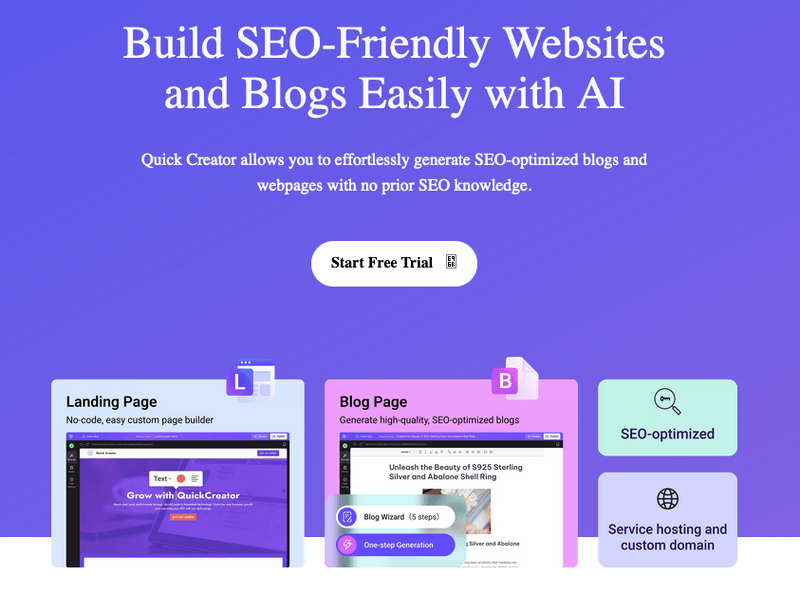 Build SEO-Friendly Websites
and Blogs Easily with AI
Quick Creator allows you to effortlessly generate SEO-optimized blogs and
webpages with no prior SEO knowledge.
Start Free Trial
L
Landing Page
No-code, easy custom page builder
Quick Creator
Text
Grow with QuickCreator
B
Blog Page
Generate high-quality, SEO-optimized blogs
Unleash the Beauty of S925 Sterling
Silver and Abalone Shell Ring
Blog Wizard (5 steps)
One-step Generation
ng Silver and Abalone
SEO-optimized
Service hosting and
custom domain